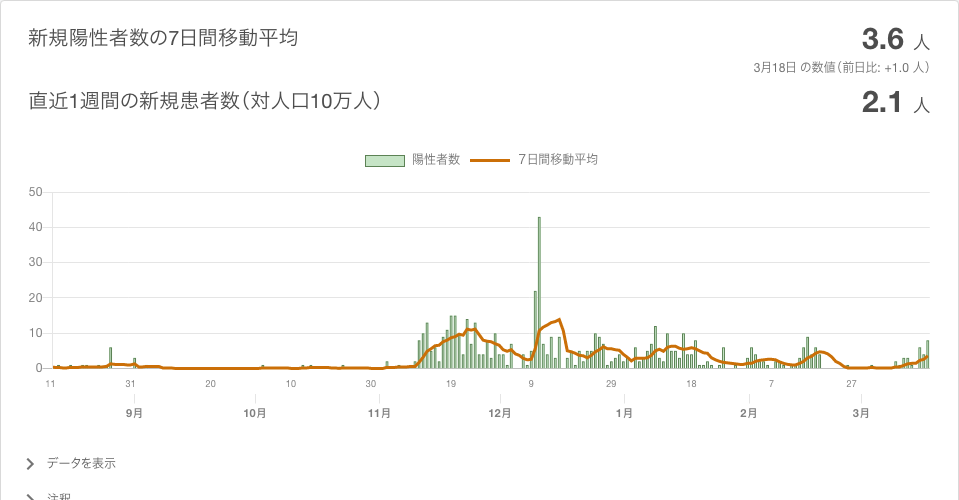 新規陽性者数の7日間移動平均
3.6 人
3月18日 の数値（前日比: +1.0 人）
直近1週間の新規患者数（対人口10万人）
2.1 人
陽性者数 7日間移動平均
50
40
30
20
10
0
11 31 20 10 30 19 9 29 18 7 27
9月 10月 11月 12月 1月 2月 3月
データを表示
注釈